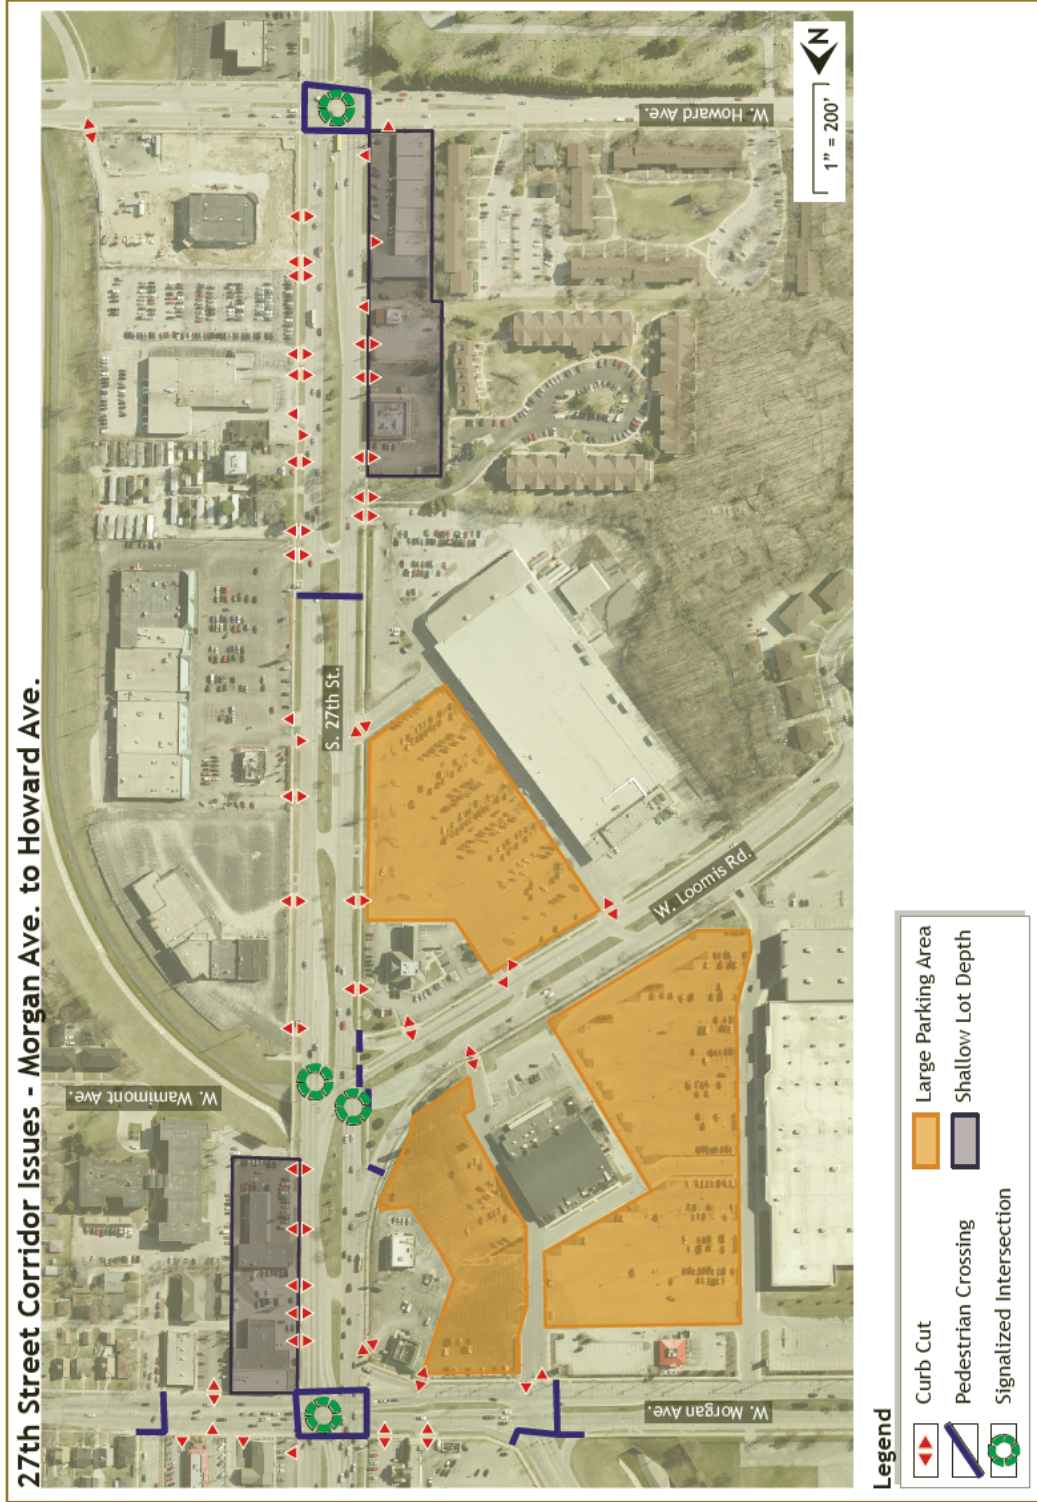 27th Street Corridor Issues - Morgan Ave. to Howard Ave.
W. Wamimont Ave.
W. Howard Ave.
S. 27th St.
W. Loomis Rd.
W. Morgan Ave.
N
1” = 200’
Legend
Curb Cut
Pedestrian Crossing
Signalized Intersection
Large Parking Area
Shallow Lot Depth